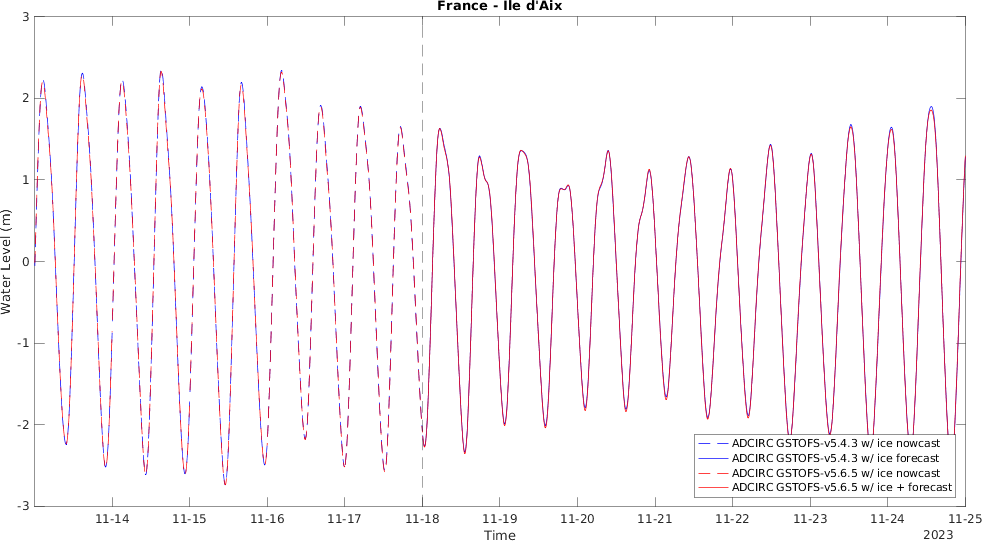 France - Ile d'Aix
3
2
1
0
-1
-2
-3
Water Level (m)
ADCIRC GSTOFS-v5.4.3 w/ ice nowcast
ADCIRC GSTOFS-v5.4.3 w/ ice forecast
ADCIRC GSTOFS-v5.6.5 w/ ice nowcast
ADCIRC GSTOFS-v5.6.5 w/ ice + forecast
11-14 11-15 11-16 11-17 11-18 11-19 11-20 11-21 11-22 11-23 11-24 11-25
Time
2023